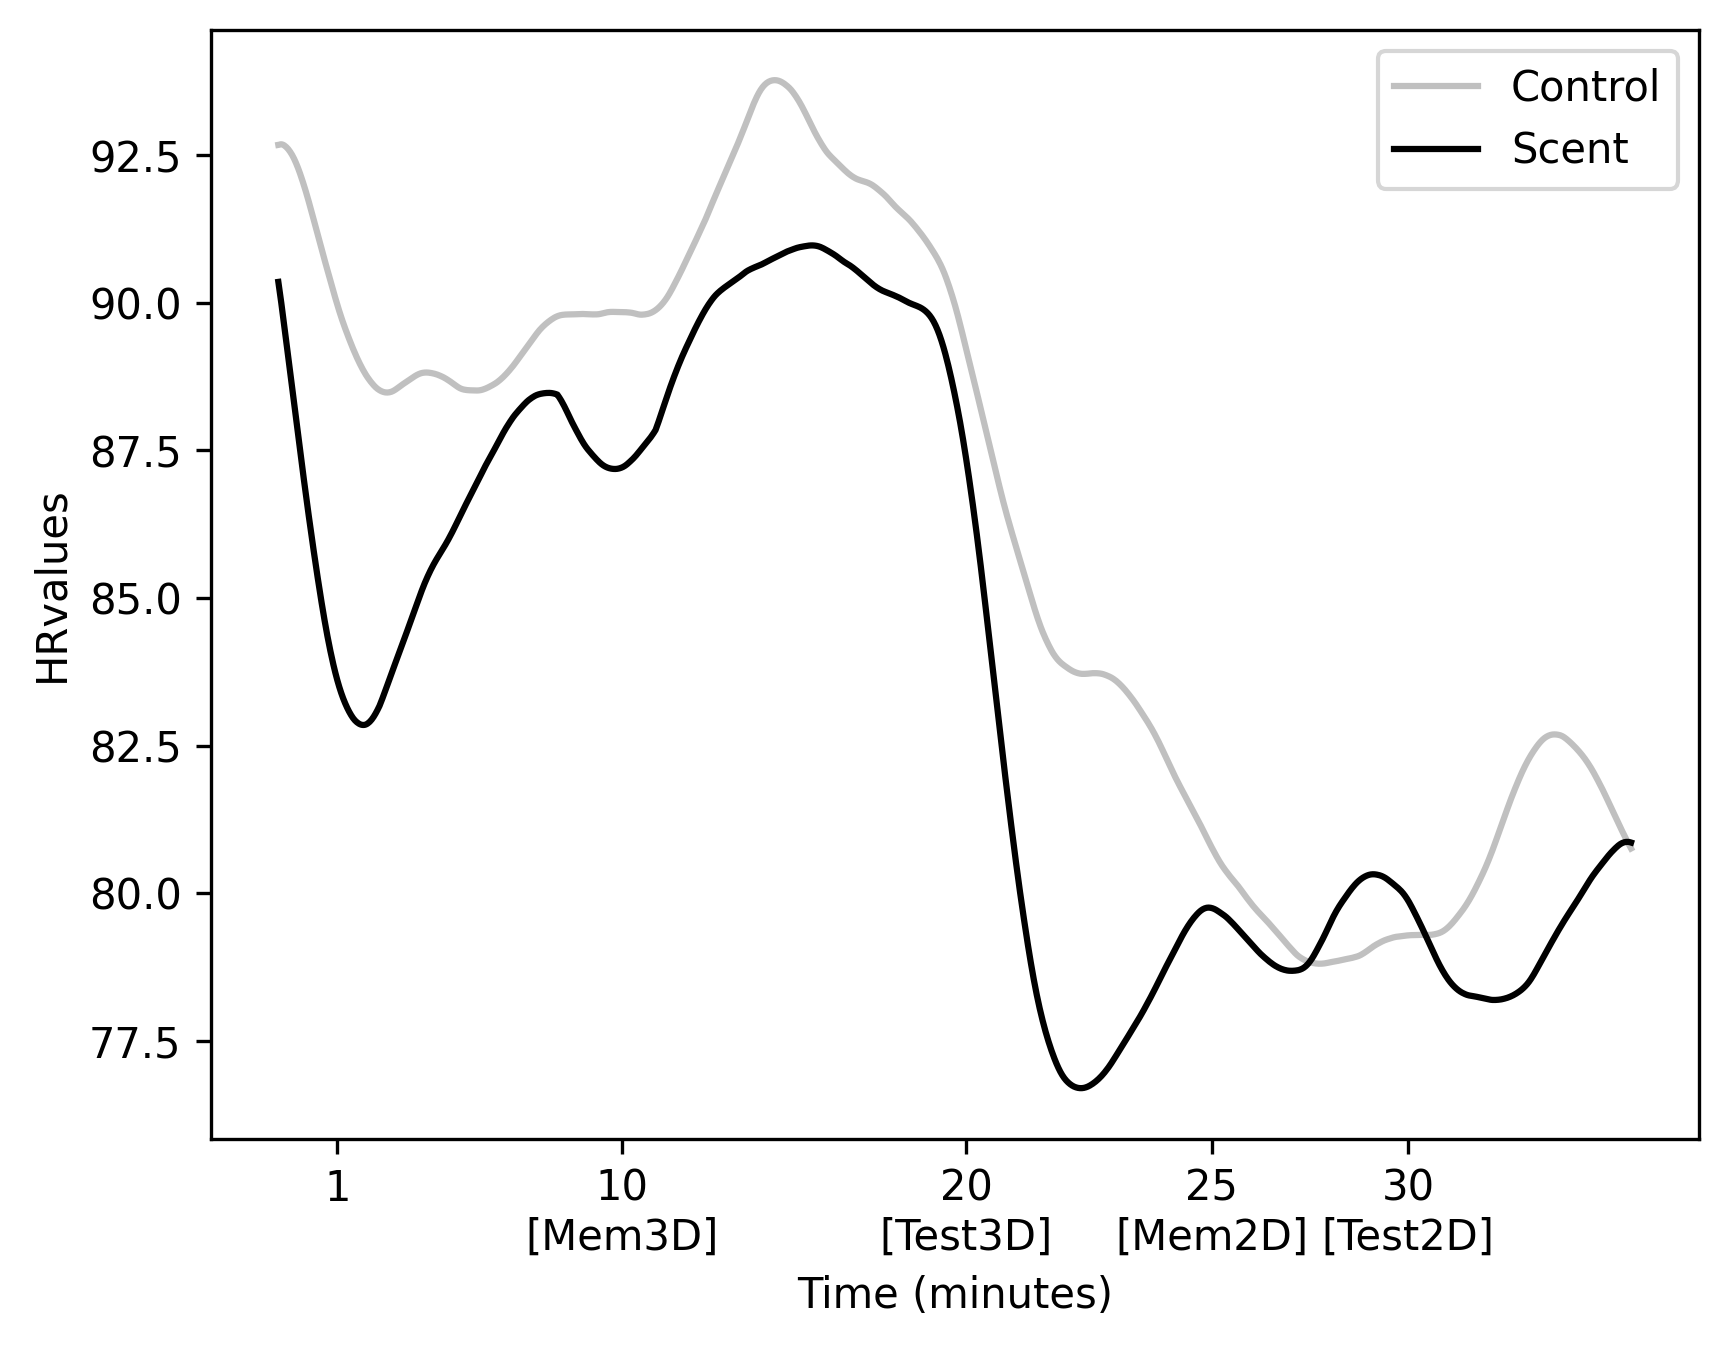 Control
Scent
92.5
90.0
87.5
85.0
82.5
80.0
77.5
HRvalues
1 10 20 25 30
[Mem3D] [Test3D] [Mem2D] [Test2D]
Time (minutes)